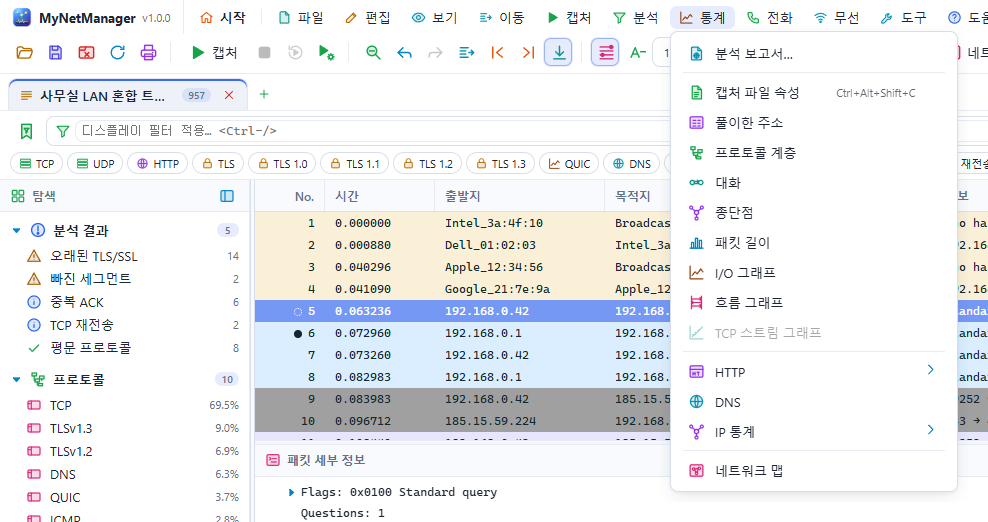 MyNetManager v1.0.0 시작 파일 편집 보기 이동 캡처 분석 통계 전화 무선 도구
캡처
디스플레이 필터 적용… <Ctrl-/>
사무실 LAN 혼합 트... 957
TCP UDP HTTP TLS TLS 1.0 TLS 1.1 TLS 1.2 TLS 1.3 QUIC DNS
탐색
분석 결과 5
오래된 TLS/SSL 14
빠진 세그먼트 2
중복 ACK 6
TCP 재전송 2
평문 프로토콜 8
프로토콜 10
TCP 69.5%
TLSv1.3 9.0%
TLSv1.2 6.9%
DNS 6.3%
QUIC 3.7%
ICMP 2.8%
No. 시간 출발지 목적지
1 0.000000 Intel_3a:4f:10 Broadcas
2 0.000880 Dell_01:02:03 Intel_3a
3 0.040296 Apple_12:34:56 Broadcas
4 0.041090 Google_21:7e:9a Apple_12
5 0.063236 192.168.0.42 192.168.
6 0.072960 192.168.0.1 192.168.
7 0.073260 192.168.0.42 192.168.
8 0.082983 192.168.0.1 192.168.
9 0.083983 192.168.0.42 185.15.5
10 0.096712 185.15.59.224 192.168.
패킷 세부 정보
Flags: 0x0100 Standard query
Questions: 1
분석 보고서...
캡처 파일 속성 Ctrl+Alt+Shift+C
풀이한 주소
프로토콜 계층
대화
종단점
패킷 길이
I/O 그래프
흐름 그래프
TCP 스트림 그래프
HTTP
DNS
IP 통계
네트워크 맵